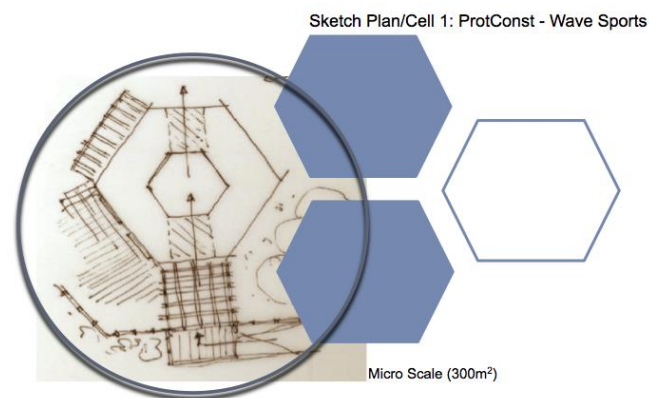 Sketch Plan/Cell 1: ProtConst - Wave Sports
Micro Scale (300m²)